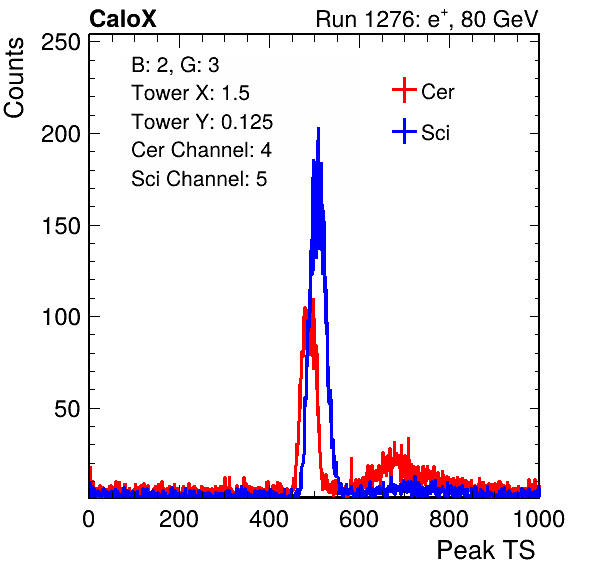 CaloX
Run 1276: e+, 80 GeV
Counts
250
200
150
100
50
B: 2, G: 3
Tower X: 1.5
Tower Y: 0.125
Cer Channel: 4
Sci Channel: 5
Cer
Sci
0 200 400 600 800 1000
Peak TS